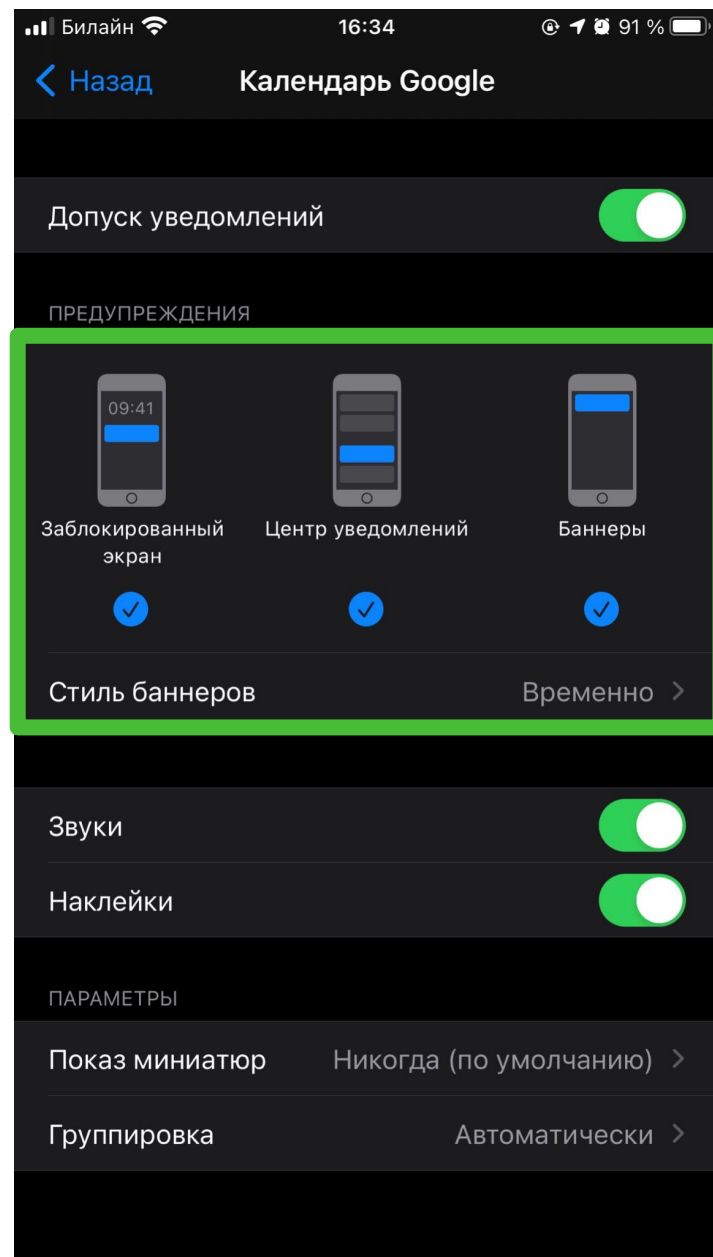 Билайн 16:34 91 %
Назад Календарь Google
Допуск уведомлений
ПРЕДУПРЕЖДЕНИЯ
09:41
Заблокированный экран
Центр уведомлений
Баннеры
Стиль баннеров Временно
Звуки
Наклейки
ПАРАМЕТРЫ
Показ миниатюр Никогда (по умолчанию)
Группировка Автоматически